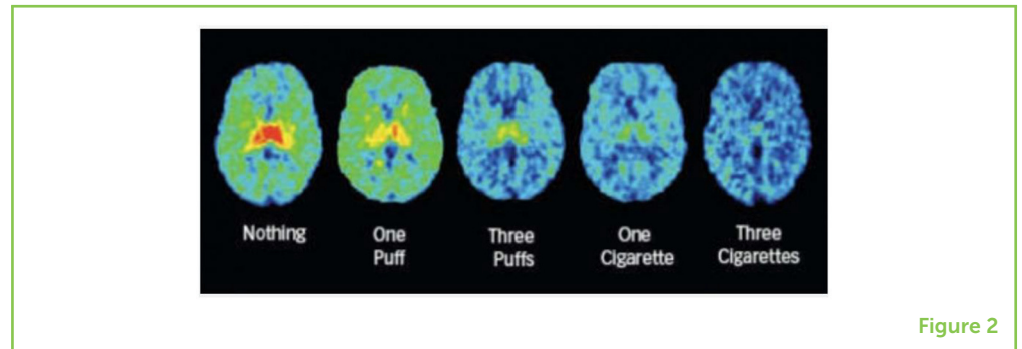 Nothing
One
Puff
Three
Puffs
One
Cigarette
Three
Cigarettes
Figure 2